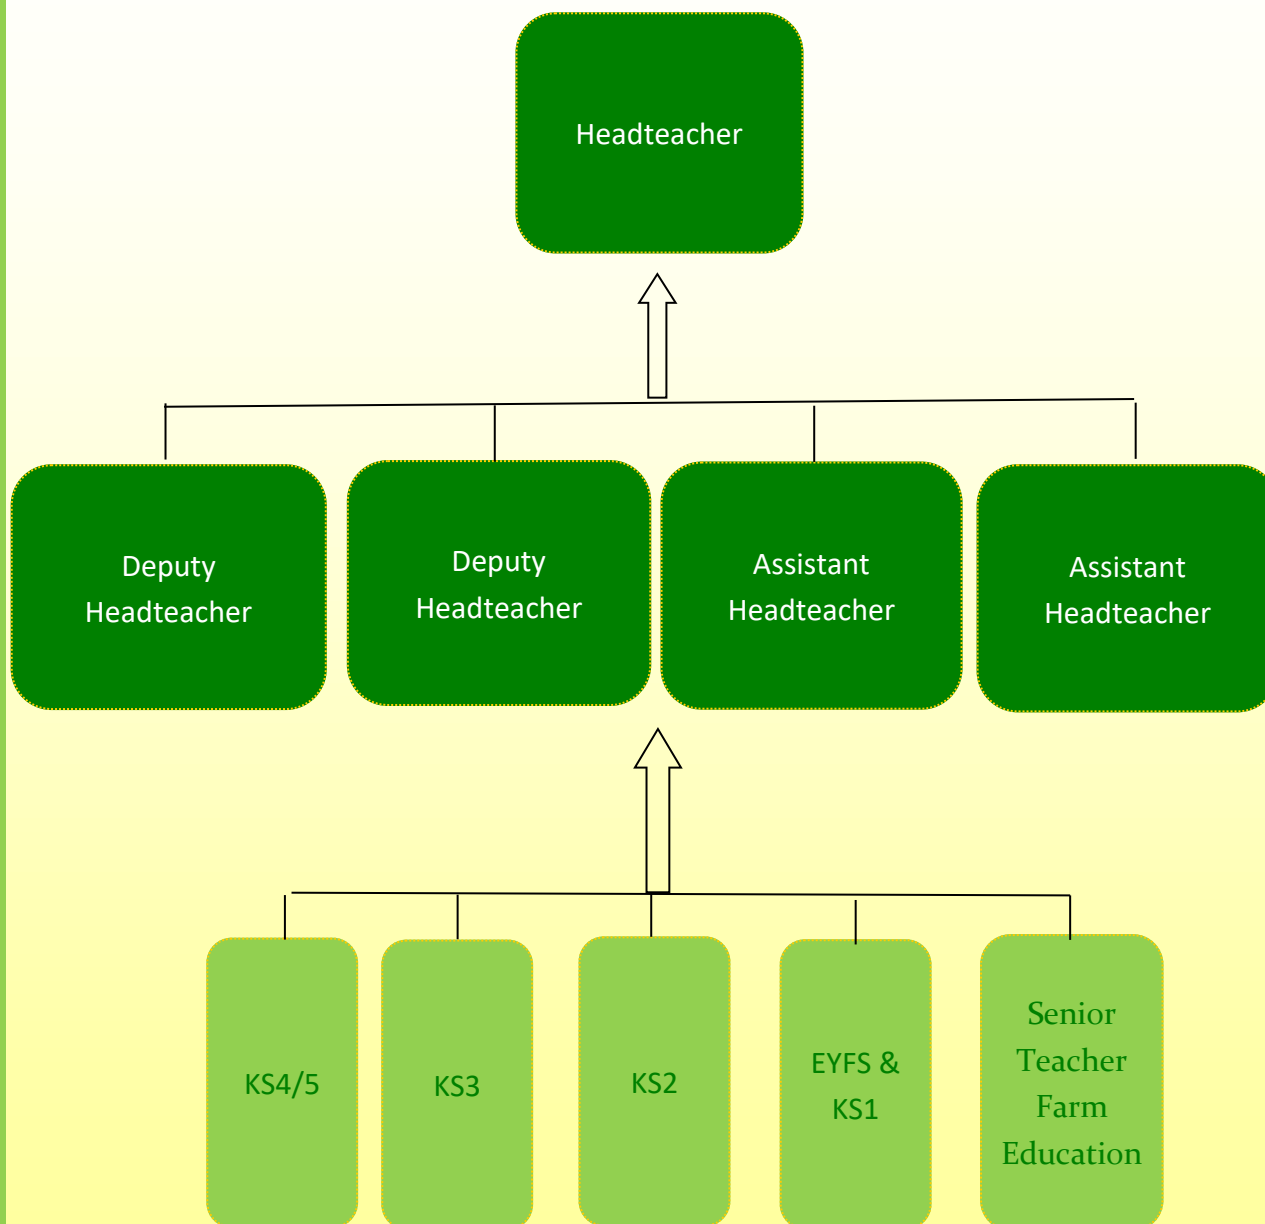 Headteacher
Deputy
Headteacher
Deputy
Headteacher
Assistant
Headteacher
Assistant
Headteacher
KS4/5
KS3
KS2
EYFS &
KS1
Senior
Teacher
Farm
Education